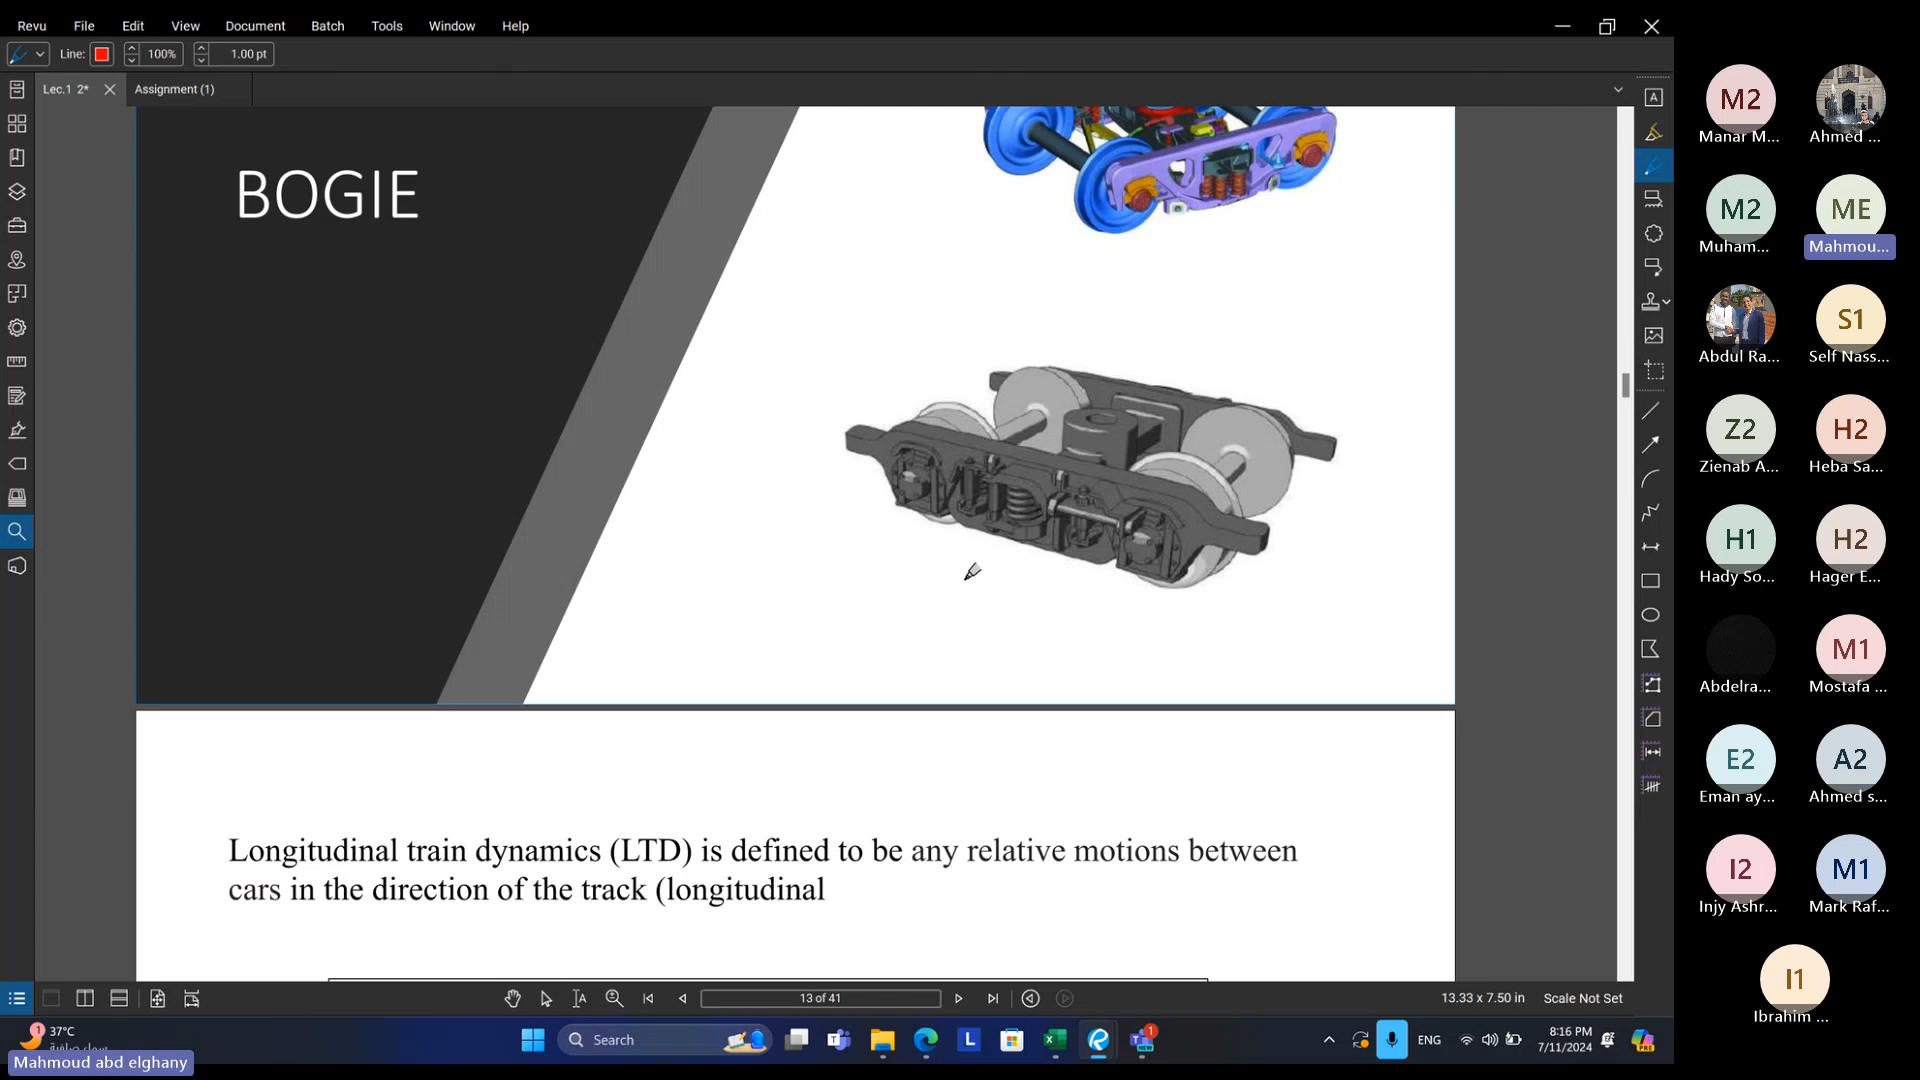 Revu File Edit View Document Batch Tools Window Help
Line: 100% 1.00 pt
Lec.1 2* Assignment (1)
BOGIE
Longitudinal train dynamics (LTD) is defined to be any relative motions between
cars in the direction of the track (longitudinal
13 of 41
13.33 x 7.50 in Scale Not Set
M2
Manar M...
Ahmed ...
M2
Muham...
ME
Mahmou...
Abdul Ra...
S1
Self Nass...
Z2
Zienab A...
H2
Heba Sa...
H1
Hady So...
H2
Hager E...
Abdelra...
M1
Mostafa ...
E2
Eman ay...
A2
Ahmed s...
I2
Injy Ashr...
M1
Mark Raf...
I1
Ibrahim ...
1
37°C
Search
L
NEW
1
ENG
8:16 PM
7/11/2024
PRE
Mahmoud abd elghany